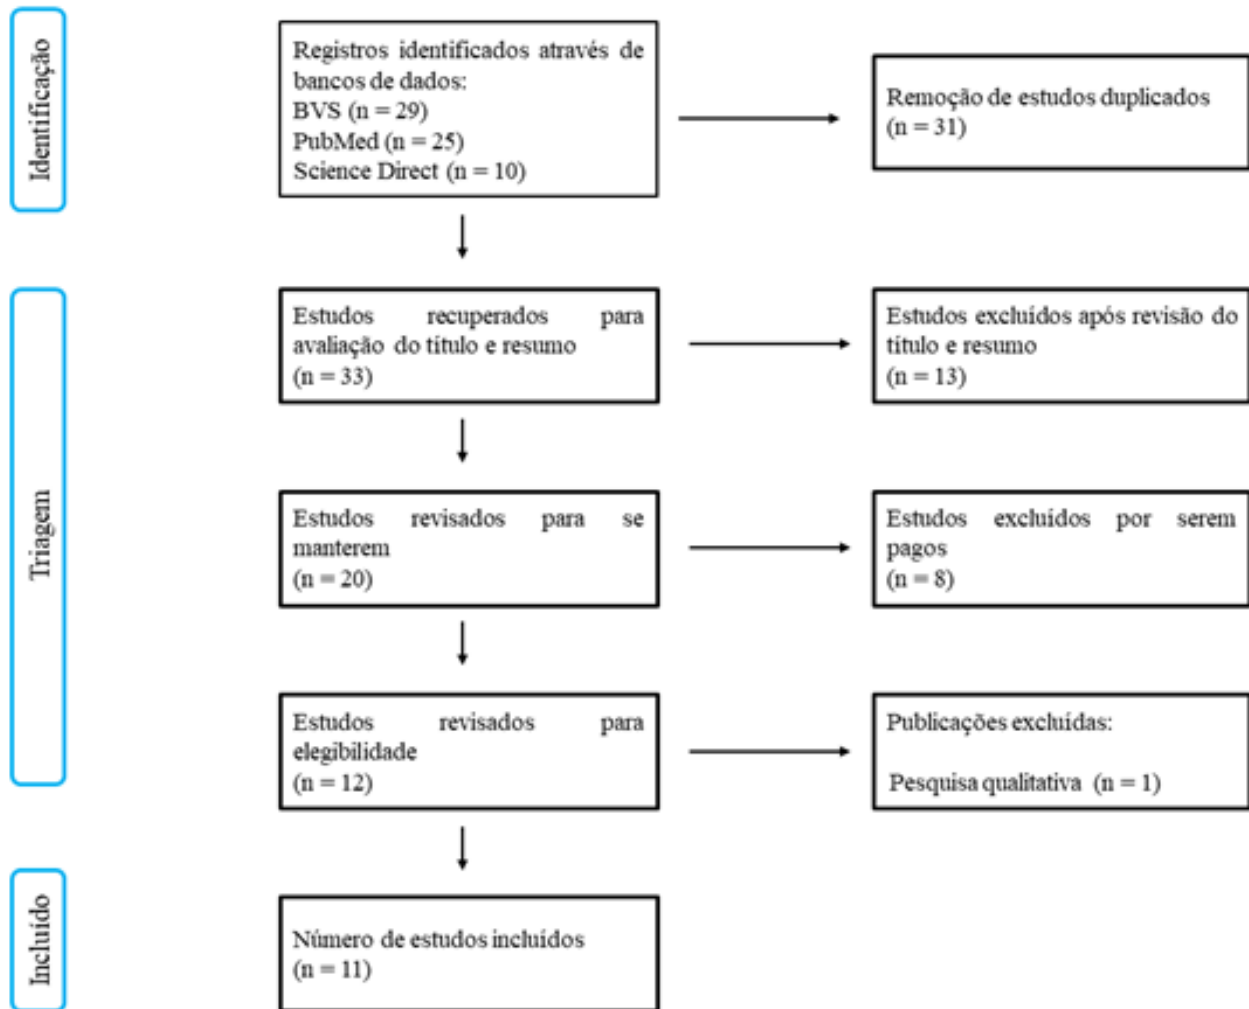 Identificação
Registros identificados através de
bancos de dados:
BVS (n = 29)
PubMed (n = 25)
Science Direct (n = 10)
Remoção de estudos duplicados
(n = 31)
Triagem
Estudos recuperados para
avaliação do título e resumo
(n = 33)
Estudos excluídos após revisão do
título e resumo
(n = 13)
Estudos revisados para se
manterem
(n = 20)
Estudos excluídos por serem
pagos
(n = 8)
Estudos revisados para
elegibilidade
(n = 12)
Publicações excluídas:
Pesquisa qualitativa (n = 1)
Incluído
Número de estudos incluídos
(n = 11)